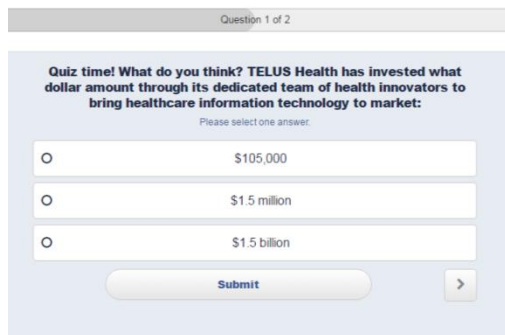 Question 1 of 2
Quiz time! What do you think? TELUS Health has invested what
dollar amount through its dedicated team of health innovators to
bring healthcare information technology to market:
Please select one answer.
$105,000
$1.5 million
$1.5 billion
Submit